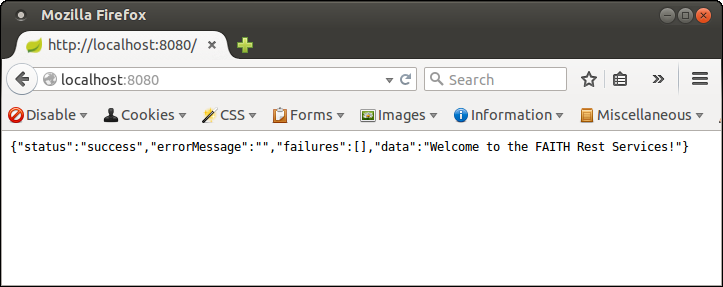 Mozilla Firefox
http://localhost:8080/
localhost:8080 Search
Disable Cookies CSS Forms Images Information Miscellaneous
{"status":"success","errorMessage":"","failures":[],"data":"Welcome to the FAITH Rest Services!"}